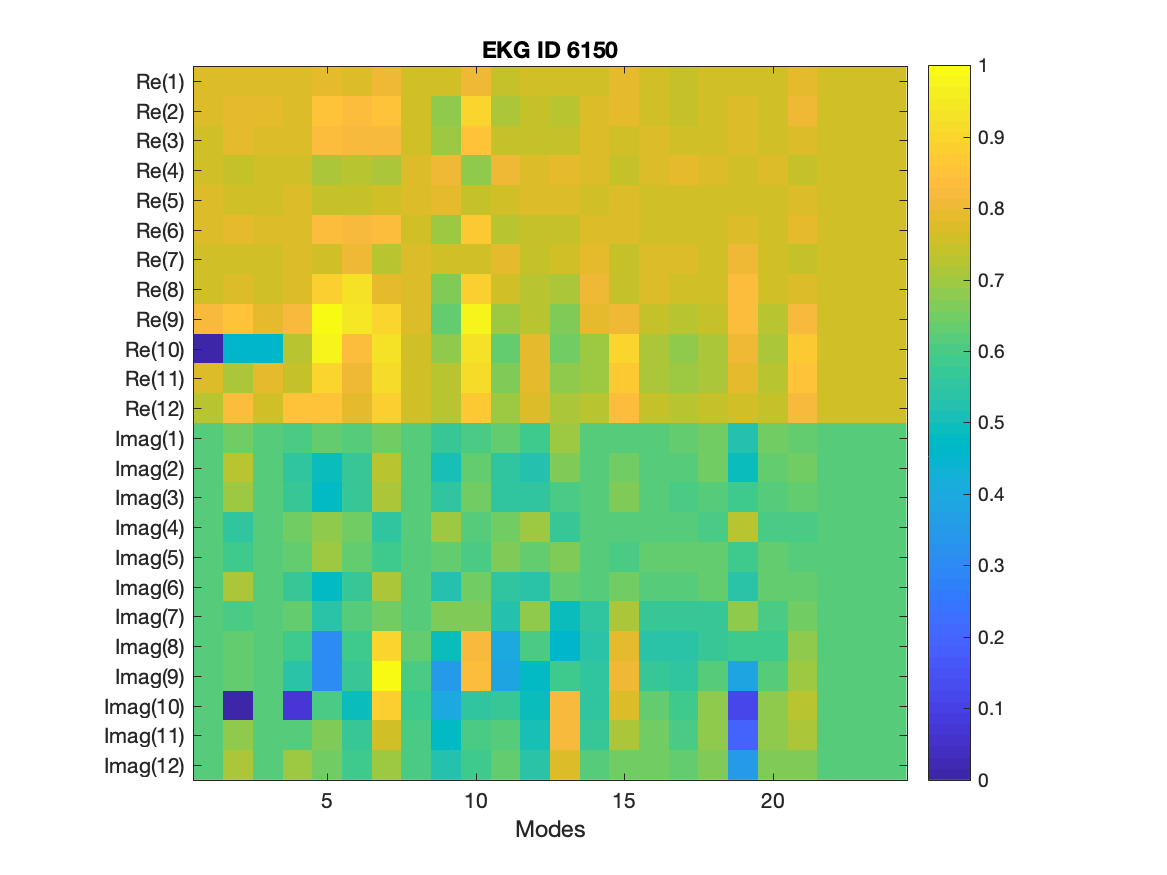 EKG ID 6150
Re(1)
Re(2)
Re(3)
Re(4)
Re(5)
Re(6)
Re(7)
Re(8)
Re(9)
Re(10)
Re(11)
Re(12)
Imag(1)
Imag(2)
Imag(3)
Imag(4)
Imag(5)
Imag(6)
Imag(7)
Imag(8)
Imag(9)
Imag(10)
Imag(11)
Imag(12)
5 10 15 20
Modes
1
0.9
0.8
0.7
0.6
0.5
0.4
0.3
0.2
0.1
0